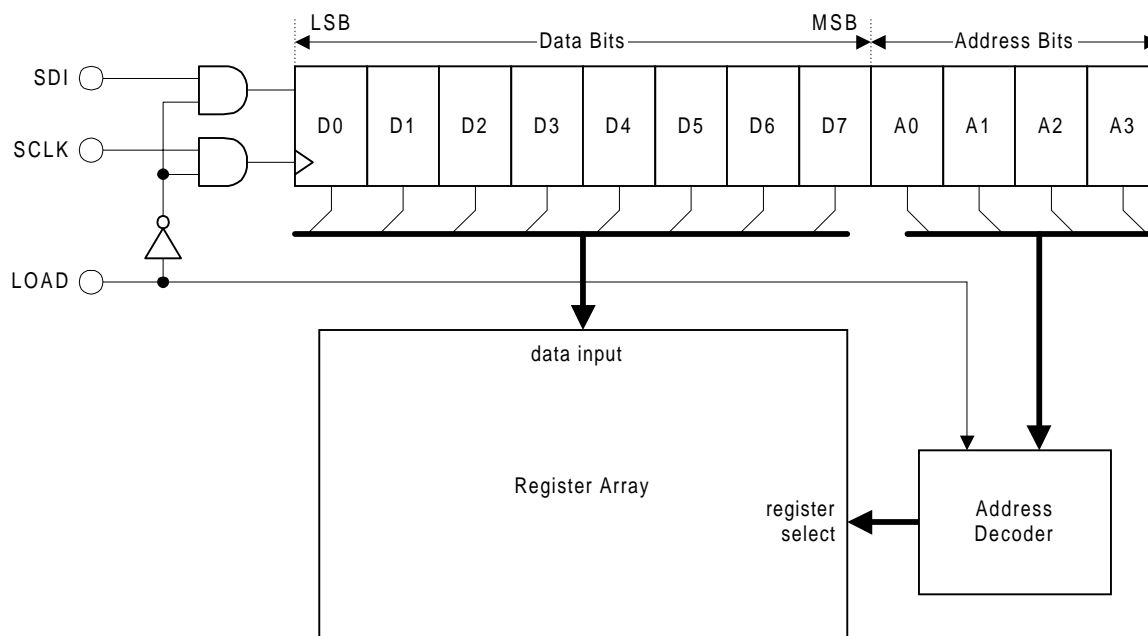 LSB
MSB
Data Bits
Address Bits
SDI
D0 D1 D2 D3 D4 D5 D6 D7 A0 A1 A2 A3
SCLK
LOAD
data input
Register Array
register
select
Address
Decoder